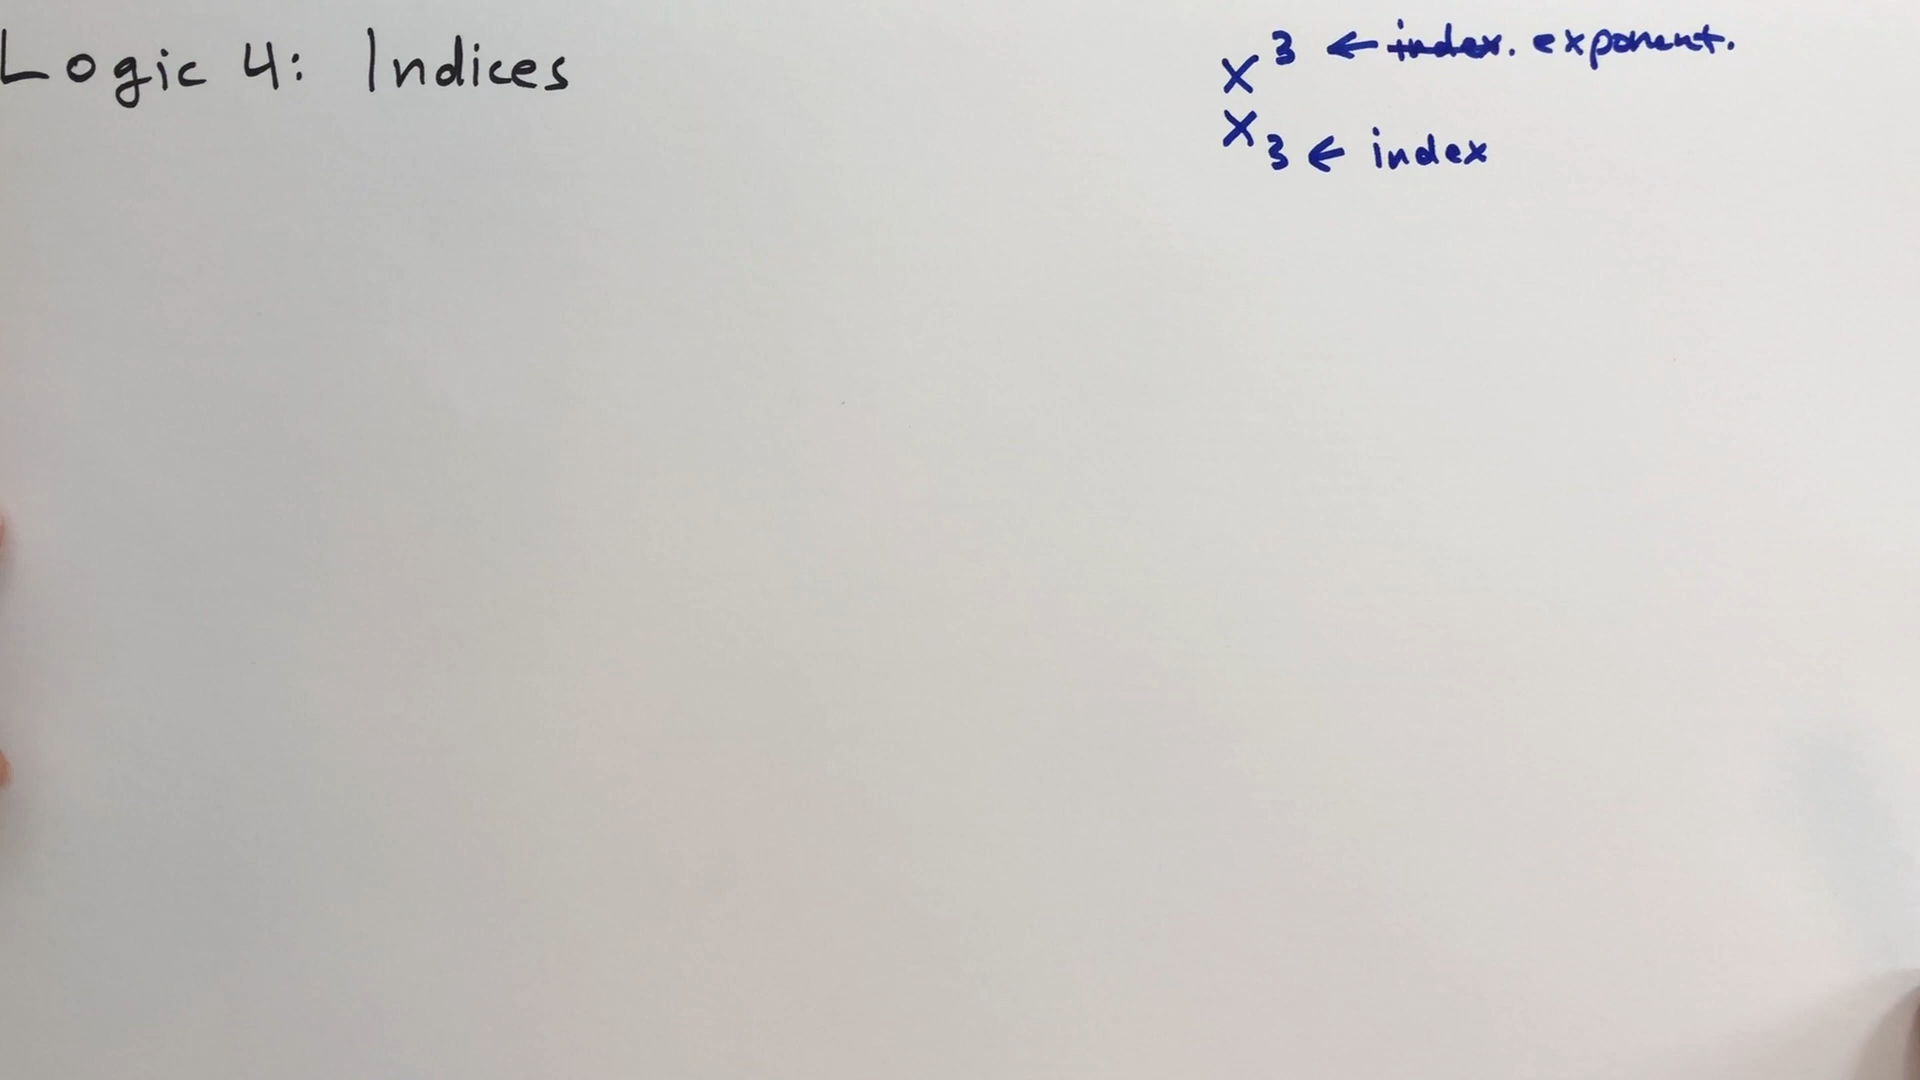 Logic 4: Indices
x³ ← index. exponent.
x₃ ← index